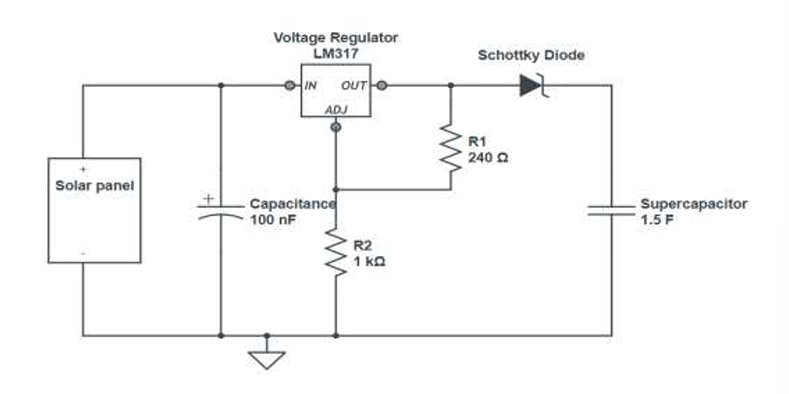 Voltage Regulator
LM317
Schottky Diode
IN
OUT
ADJ
+
Solar panel
-
R1
240 Ω
+
Capacitance
100 nF
R2
1 kΩ
Supercapacitor
1.5 F